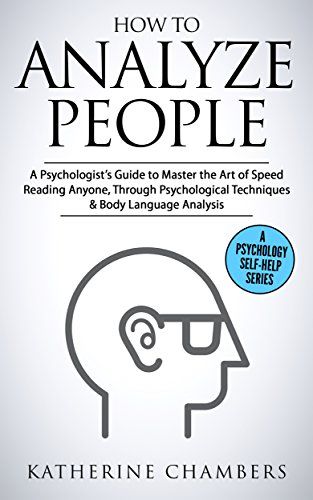 HOW TO
ANALYZE
PEOPLE
A Psychologist's Guide to Master the Art of Speed
Reading Anyone, Through Psychological Techniques
& Body Language Analysis
A
PSYCHOLOGY
SELF-HELP
SERIES
KATHERINE CHAMBERS